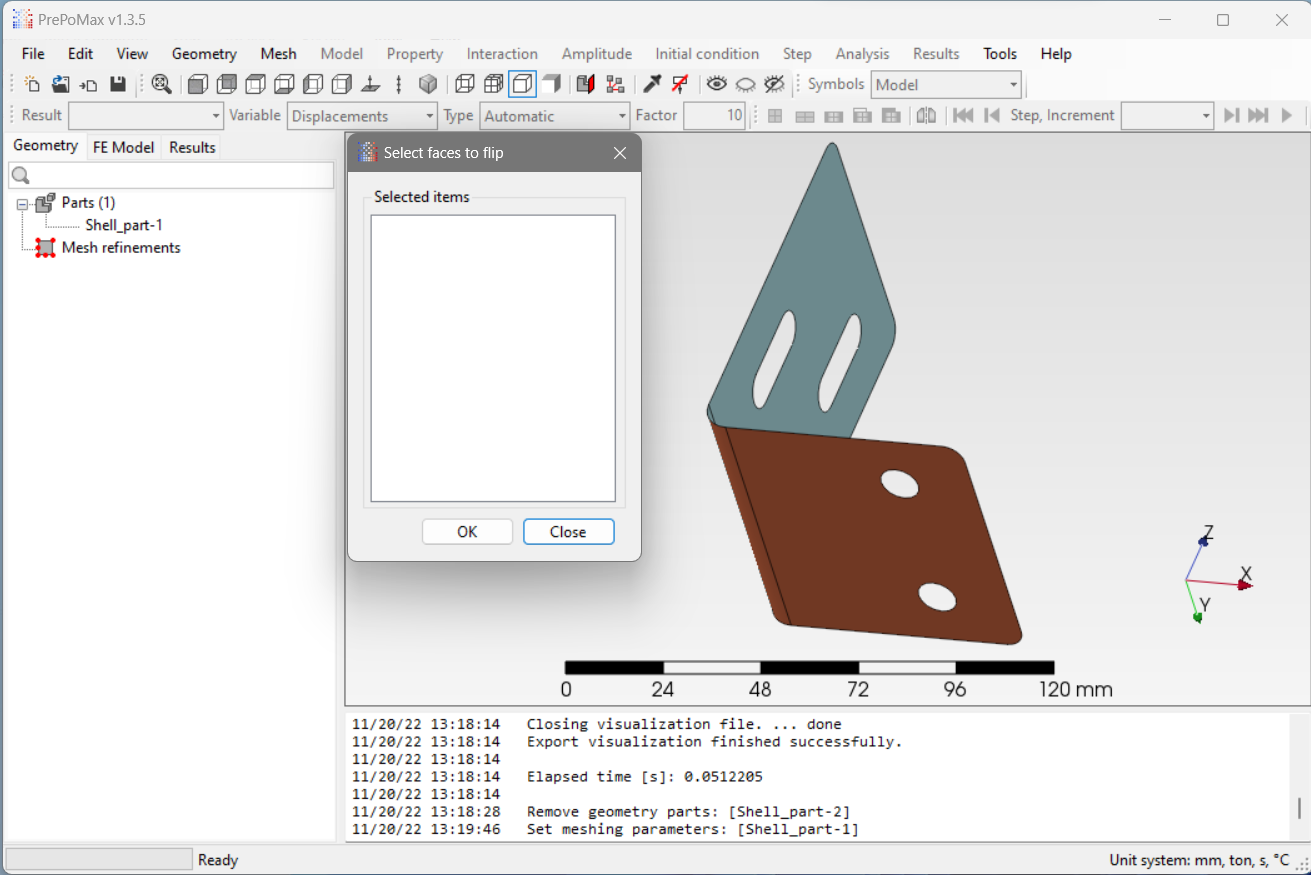 PrePoMax v1.3.5
File Edit View Geometry Mesh Model Property Interaction Amplitude Initial condition Step Analysis Results Tools Help
Symbols Model
Result Variable Displacements Type Automatic Factor 10 Step, Increment
Geometry FE Model Results
Parts (1)
Shell_part-1
Mesh refinements
Select faces to flip
Selected items
OK Close
Z
X
Y
0 24 48 72 96 120 mm
11/20/22 13:18:14 Closing visualization file. ... done
11/20/22 13:18:14 Export visualization finished successfully.
11/20/22 13:18:14
11/20/22 13:18:14 Elapsed time [s]: 0.0512205
11/20/22 13:18:14
11/20/22 13:18:28 Remove geometry parts: [Shell_part-2]
11/20/22 13:19:46 Set meshing parameters: [Shell_part-1]
Ready
Unit system: mm, ton, s, °C